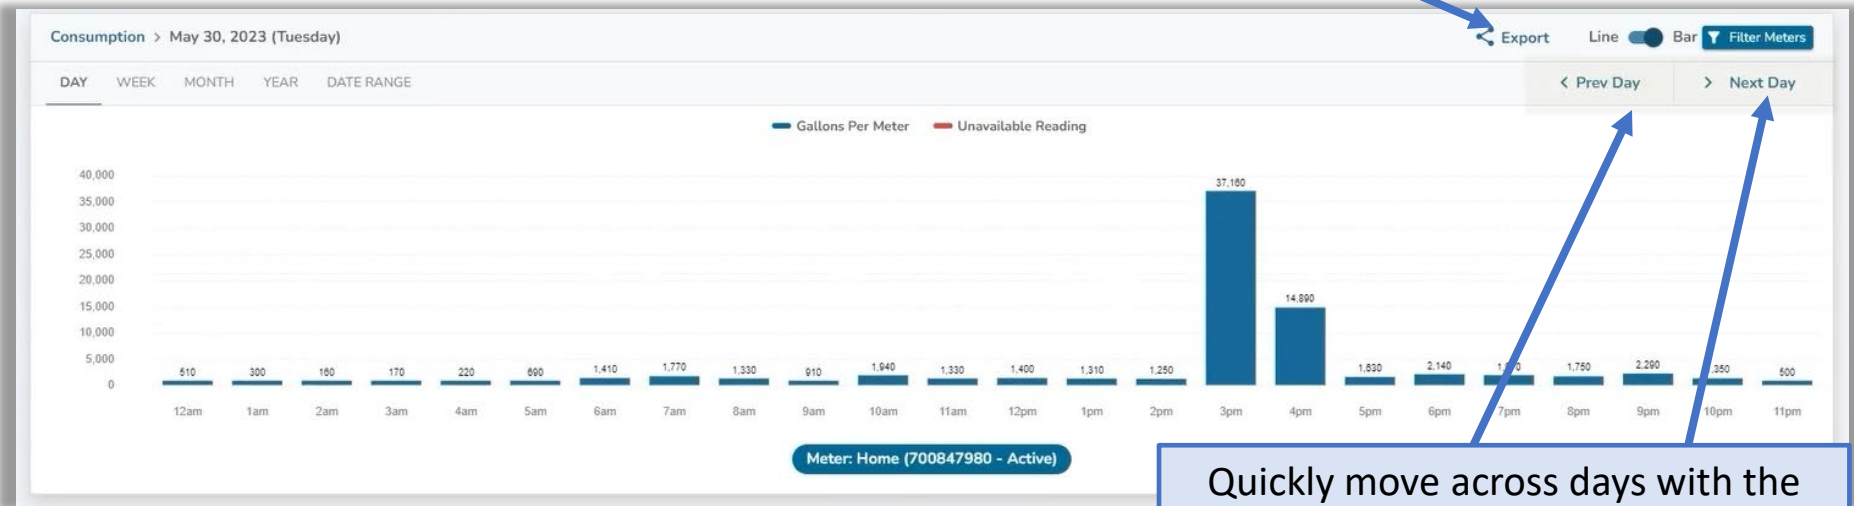 Consumption > May 30, 2023 (Tuesday)
Export Line Bar Filter Meters
DAY WEEK MONTH YEAR DATE RANGE
< Prev Day > Next Day
Gallons Per Meter Unavailable Reading
40,000
35,000
30,000
25,000
20,000
15,000
10,000
5,000
0
510 300 160 170 220 690 1,410 1,770 1,330 910 1,940 1,330 1,400 1,310 1,250 37,160 14,890 1,630 2,140 1,750 2,290 500
12am 1am 2am 3am 4am 5am 6am 7am 8am 9am 10am 11am 12pm 1pm 2pm 3pm 4pm 5pm 6pm 7pm 8pm 9pm 10pm 11pm
Meter: Home (700847980 - Active)
Quickly move across days with the